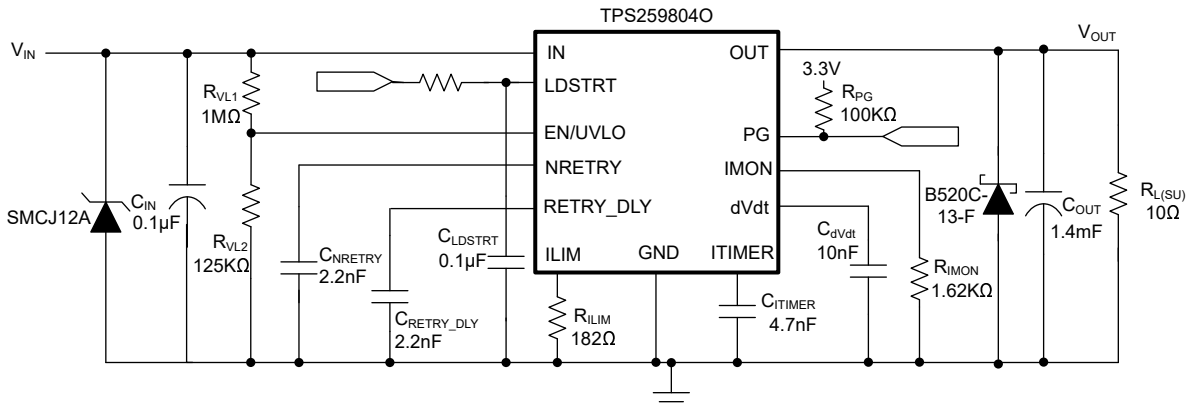 TPS259804O
V_IN
IN
OUT
V_OUT
LDSTRT
3.3V
R_VL1
1MΩ
R_PG
100KΩ
EN/UVLO
PG
NRETRY
IMON
RETRY_DLY
dVdt
SMCJ12A
C_IN
0.1µF
R_VL2
125KΩ
C_NRETRY
2.2nF
C_RETRY_DLY
2.2nF
C_LDSTRT
0.1µF
ILIM
GND
ITIMER
R_ILIM
182Ω
C_ITIMER
4.7nF
C_dVdt
10nF
R_IMON
1.62KΩ
B520C-
13-F
C_OUT
1.4mF
R_L(SU)
10Ω